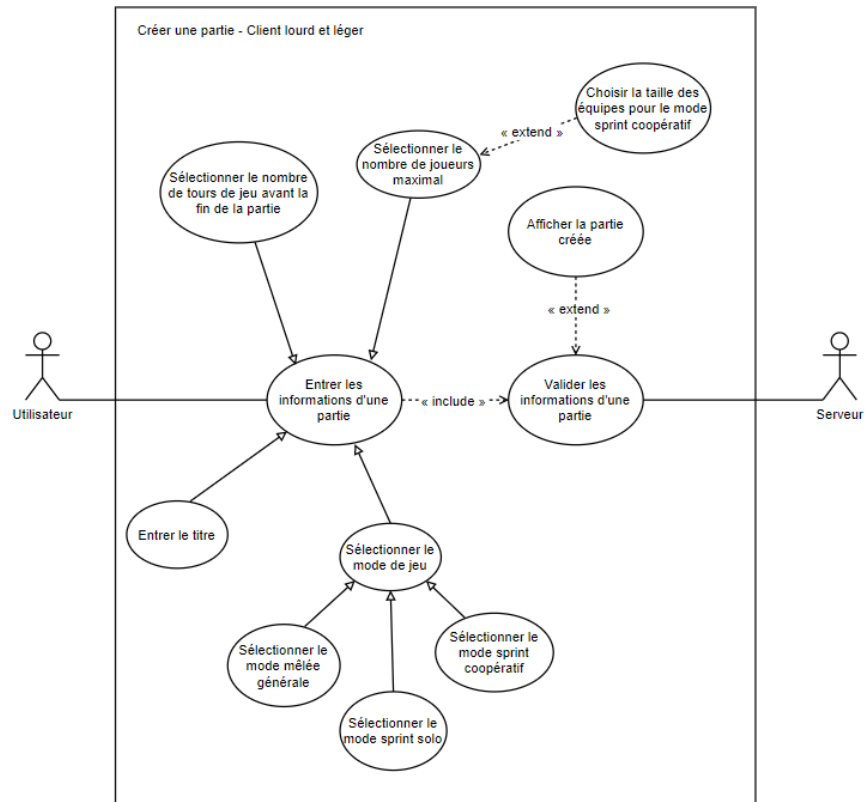 Créer une partie - Client lourd et léger
Choisir la taille des
équipes pour le mode
sprint coopératif
« extend »
Sélectionner le
nombre de joueurs
maximal
Sélectionner le nombre
de tours de jeu avant la
fin de la partie
Afficher la partie
créée
« extend »
Utilisateur
Entrer les
informations d'une
partie
« include »
Valider les
informations d'une
partie
Serveur
Entrer le titre
Sélectionner le
mode de jeu
Sélectionner le
mode mêlée
générale
Sélectionner le
mode sprint solo
Sélectionner le
mode sprint
coopératif